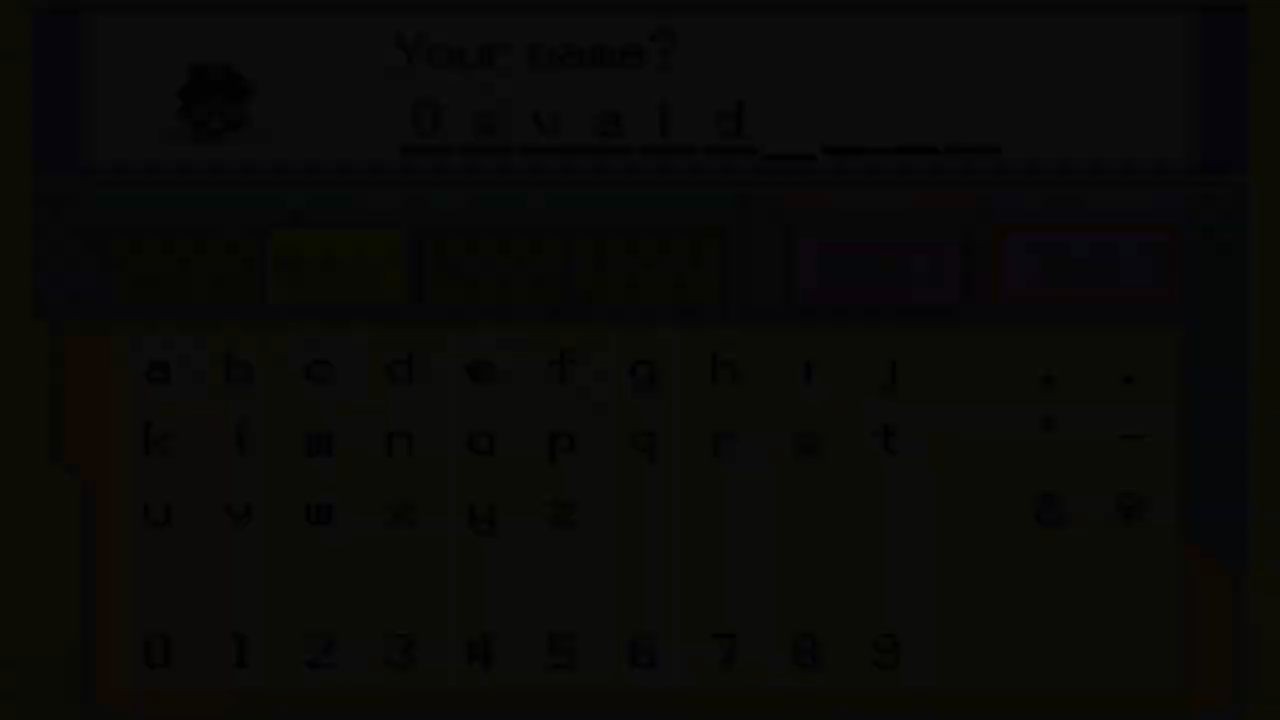 Your name?
Osvald
a b c d e f g h i j , .
k l m n o p q r s t ' -
u v w x y z
0 1 2 3 4 5 6 7 8 9